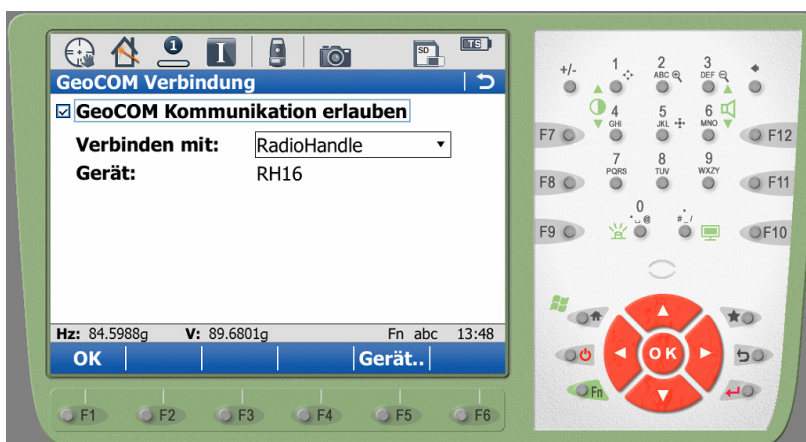 1
I
SD
TS
GeoCOM Verbindung
GeoCOM Kommunikation erlauben
Verbinden mit: RadioHandle
Gerät: RH16
Hz: 84.5988g V: 89.6801g Fn abc 13:48
OK Gerät..
F1 F2 F3 F4 F5 F6
+/- 1 2 3
ABC DEF
4 5 6
GHI JKL MNO
F7 F12
7 8 9
PQRS TUV WXZY
F8 F11
0 .
._@ #_/
F9 F10
OK
Fn